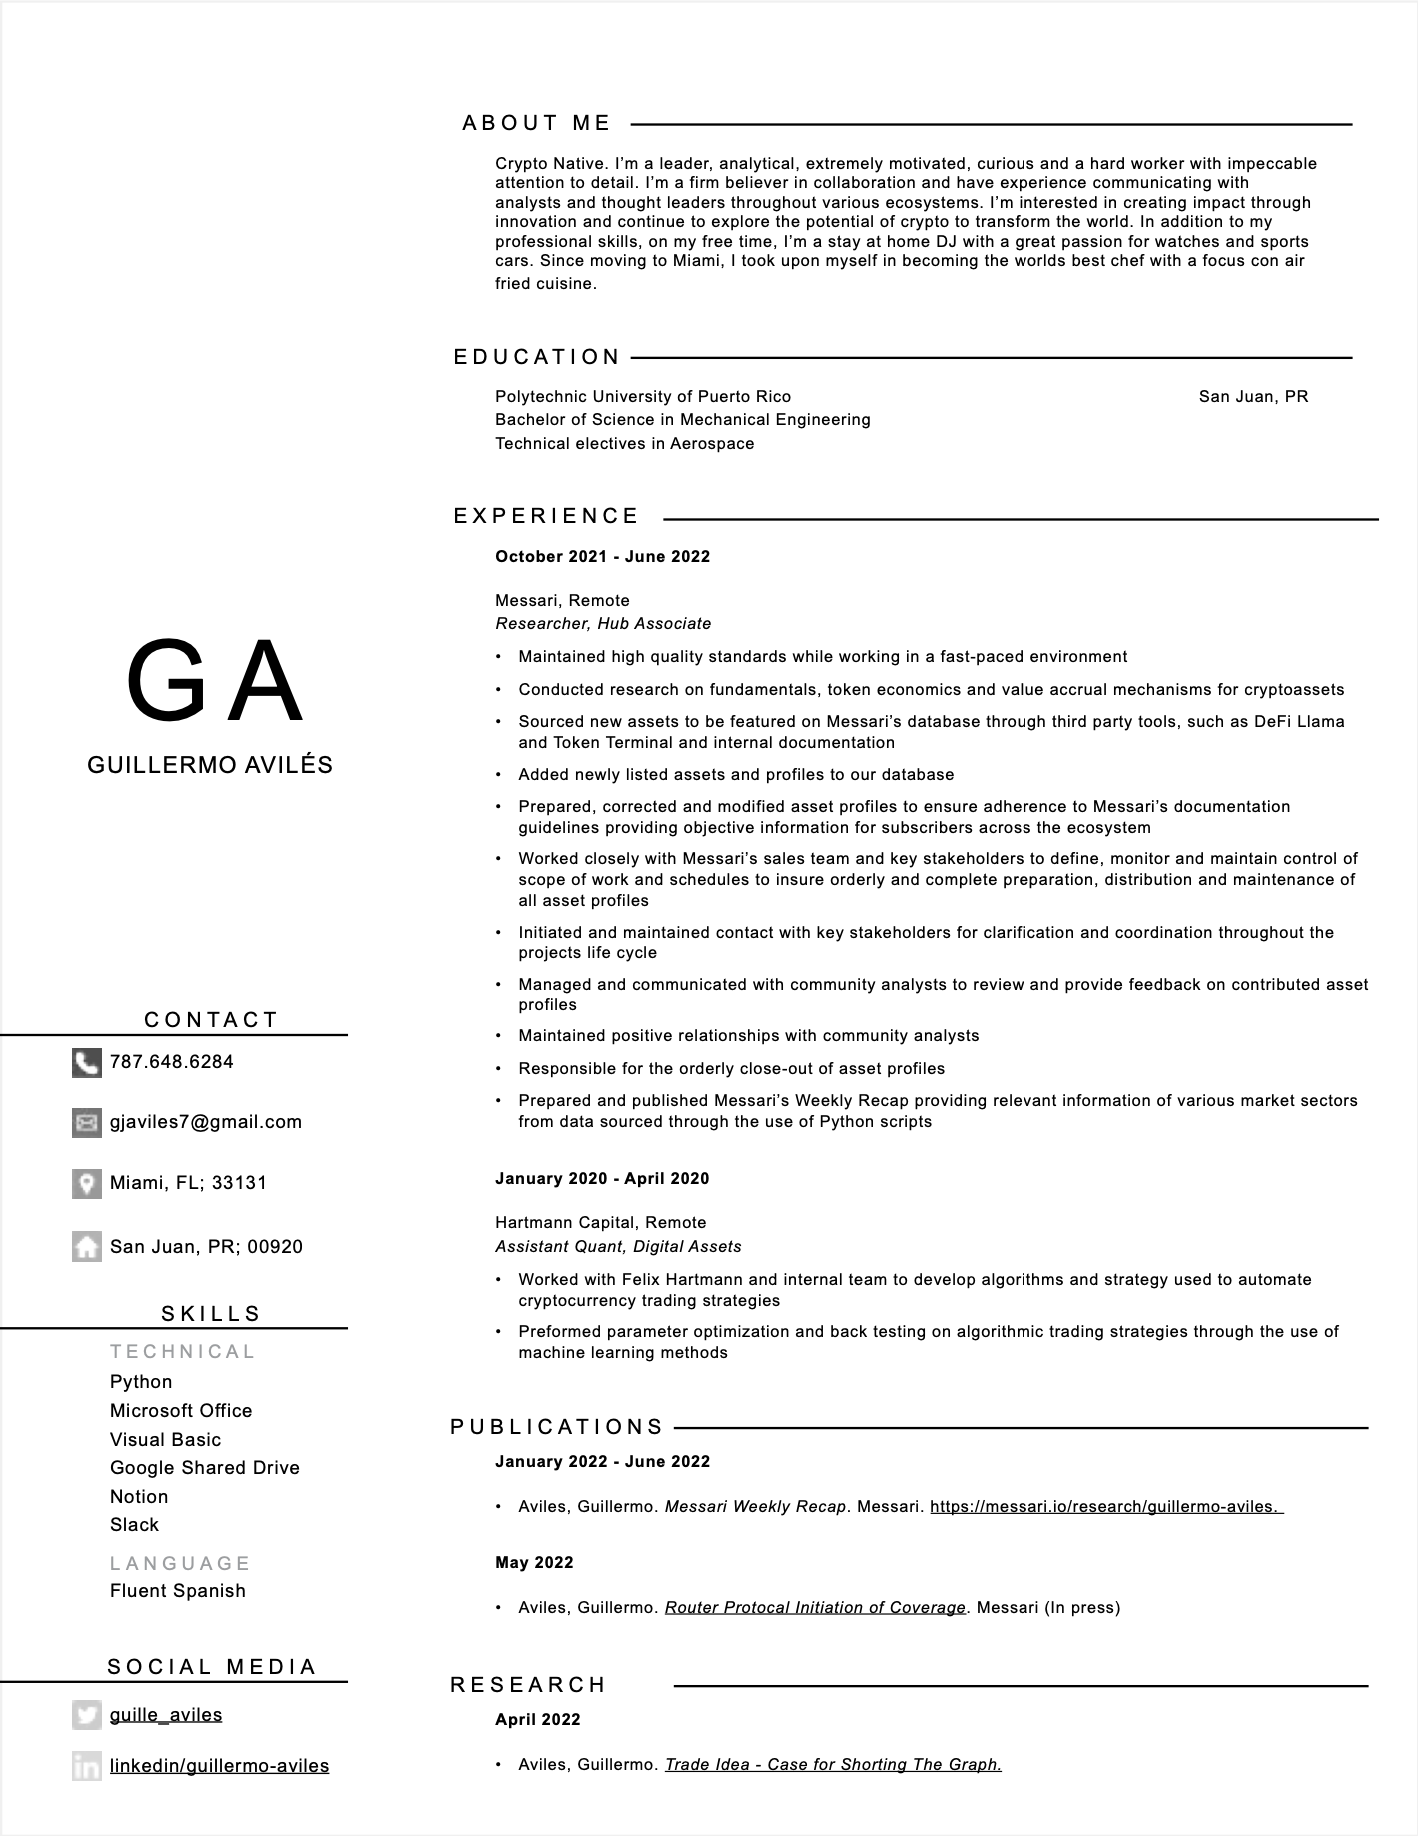 GA
GUILLERMO AVILÉS
CONTACT
787.648.6284
gjaviles7@gmail.com
Miami, FL; 33131
San Juan, PR; 00920
SKILLS
TECHNICAL
Python
Microsoft Office
Visual Basic
Google Shared Drive
Notion
Slack
LANGUAGE
Fluent Spanish
SOCIAL MEDIA
guille_aviles
in linkedin/guillermo-aviles
ABOUT ME
Crypto Native. I’m a leader, analytical, extremely motivated, curious and a hard worker with impeccable
attention to detail. I’m a firm believer in collaboration and have experience communicating with
analysts and thought leaders throughout various ecosystems. I’m interested in creating impact through
innovation and continue to explore the potential of crypto to transform the world. In addition to my
professional skills, on my free time, I’m a stay at home DJ with a great passion for watches and sports
cars. Since moving to Miami, I took upon myself in becoming the worlds best chef with a focus con air
fried cuisine.
EDUCATION
Polytechnic University of Puerto Rico San Juan, PR
Bachelor of Science in Mechanical Engineering
Technical electives in Aerospace
EXPERIENCE
October 2021 - June 2022
Messari, Remote
Researcher, Hub Associate
• Maintained high quality standards while working in a fast-paced environment
• Conducted research on fundamentals, token economics and value accrual mechanisms for cryptoassets
• Sourced new assets to be featured on Messari’s database through third party tools, such as DeFi Llama
and Token Terminal and internal documentation
• Added newly listed assets and profiles to our database
• Prepared, corrected and modified asset profiles to ensure adherence to Messari’s documentation
guidelines providing objective information for subscribers across the ecosystem
• Worked closely with Messari’s sales team and key stakeholders to define, monitor and maintain control of
scope of work and schedules to insure orderly and complete preparation, distribution and maintenance of
all asset profiles
• Initiated and maintained contact with key stakeholders for clarification and coordination throughout the
projects life cycle
• Managed and communicated with community analysts to review and provide feedback on contributed asset
profiles
• Maintained positive relationships with community analysts
• Responsible for the orderly close-out of asset profiles
• Prepared and published Messari’s Weekly Recap providing relevant information of various market sectors
from data sourced through the use of Python scripts
January 2020 - April 2020
Hartmann Capital, Remote
Assistant Quant, Digital Assets
• Worked with Felix Hartmann and internal team to develop algorithms and strategy used to automate
cryptocurrency trading strategies
• Preformed parameter optimization and back testing on algorithmic trading strategies through the use of
machine learning methods
PUBLICATIONS
January 2022 - June 2022
• Aviles, Guillermo. Messari Weekly Recap. Messari. https://messari.io/research/guillermo-aviles.
May 2022
• Aviles, Guillermo. Router Protocal Initiation of Coverage. Messari (In press)
RESEARCH
April 2022
• Aviles, Guillermo. Trade Idea - Case for Shorting The Graph.